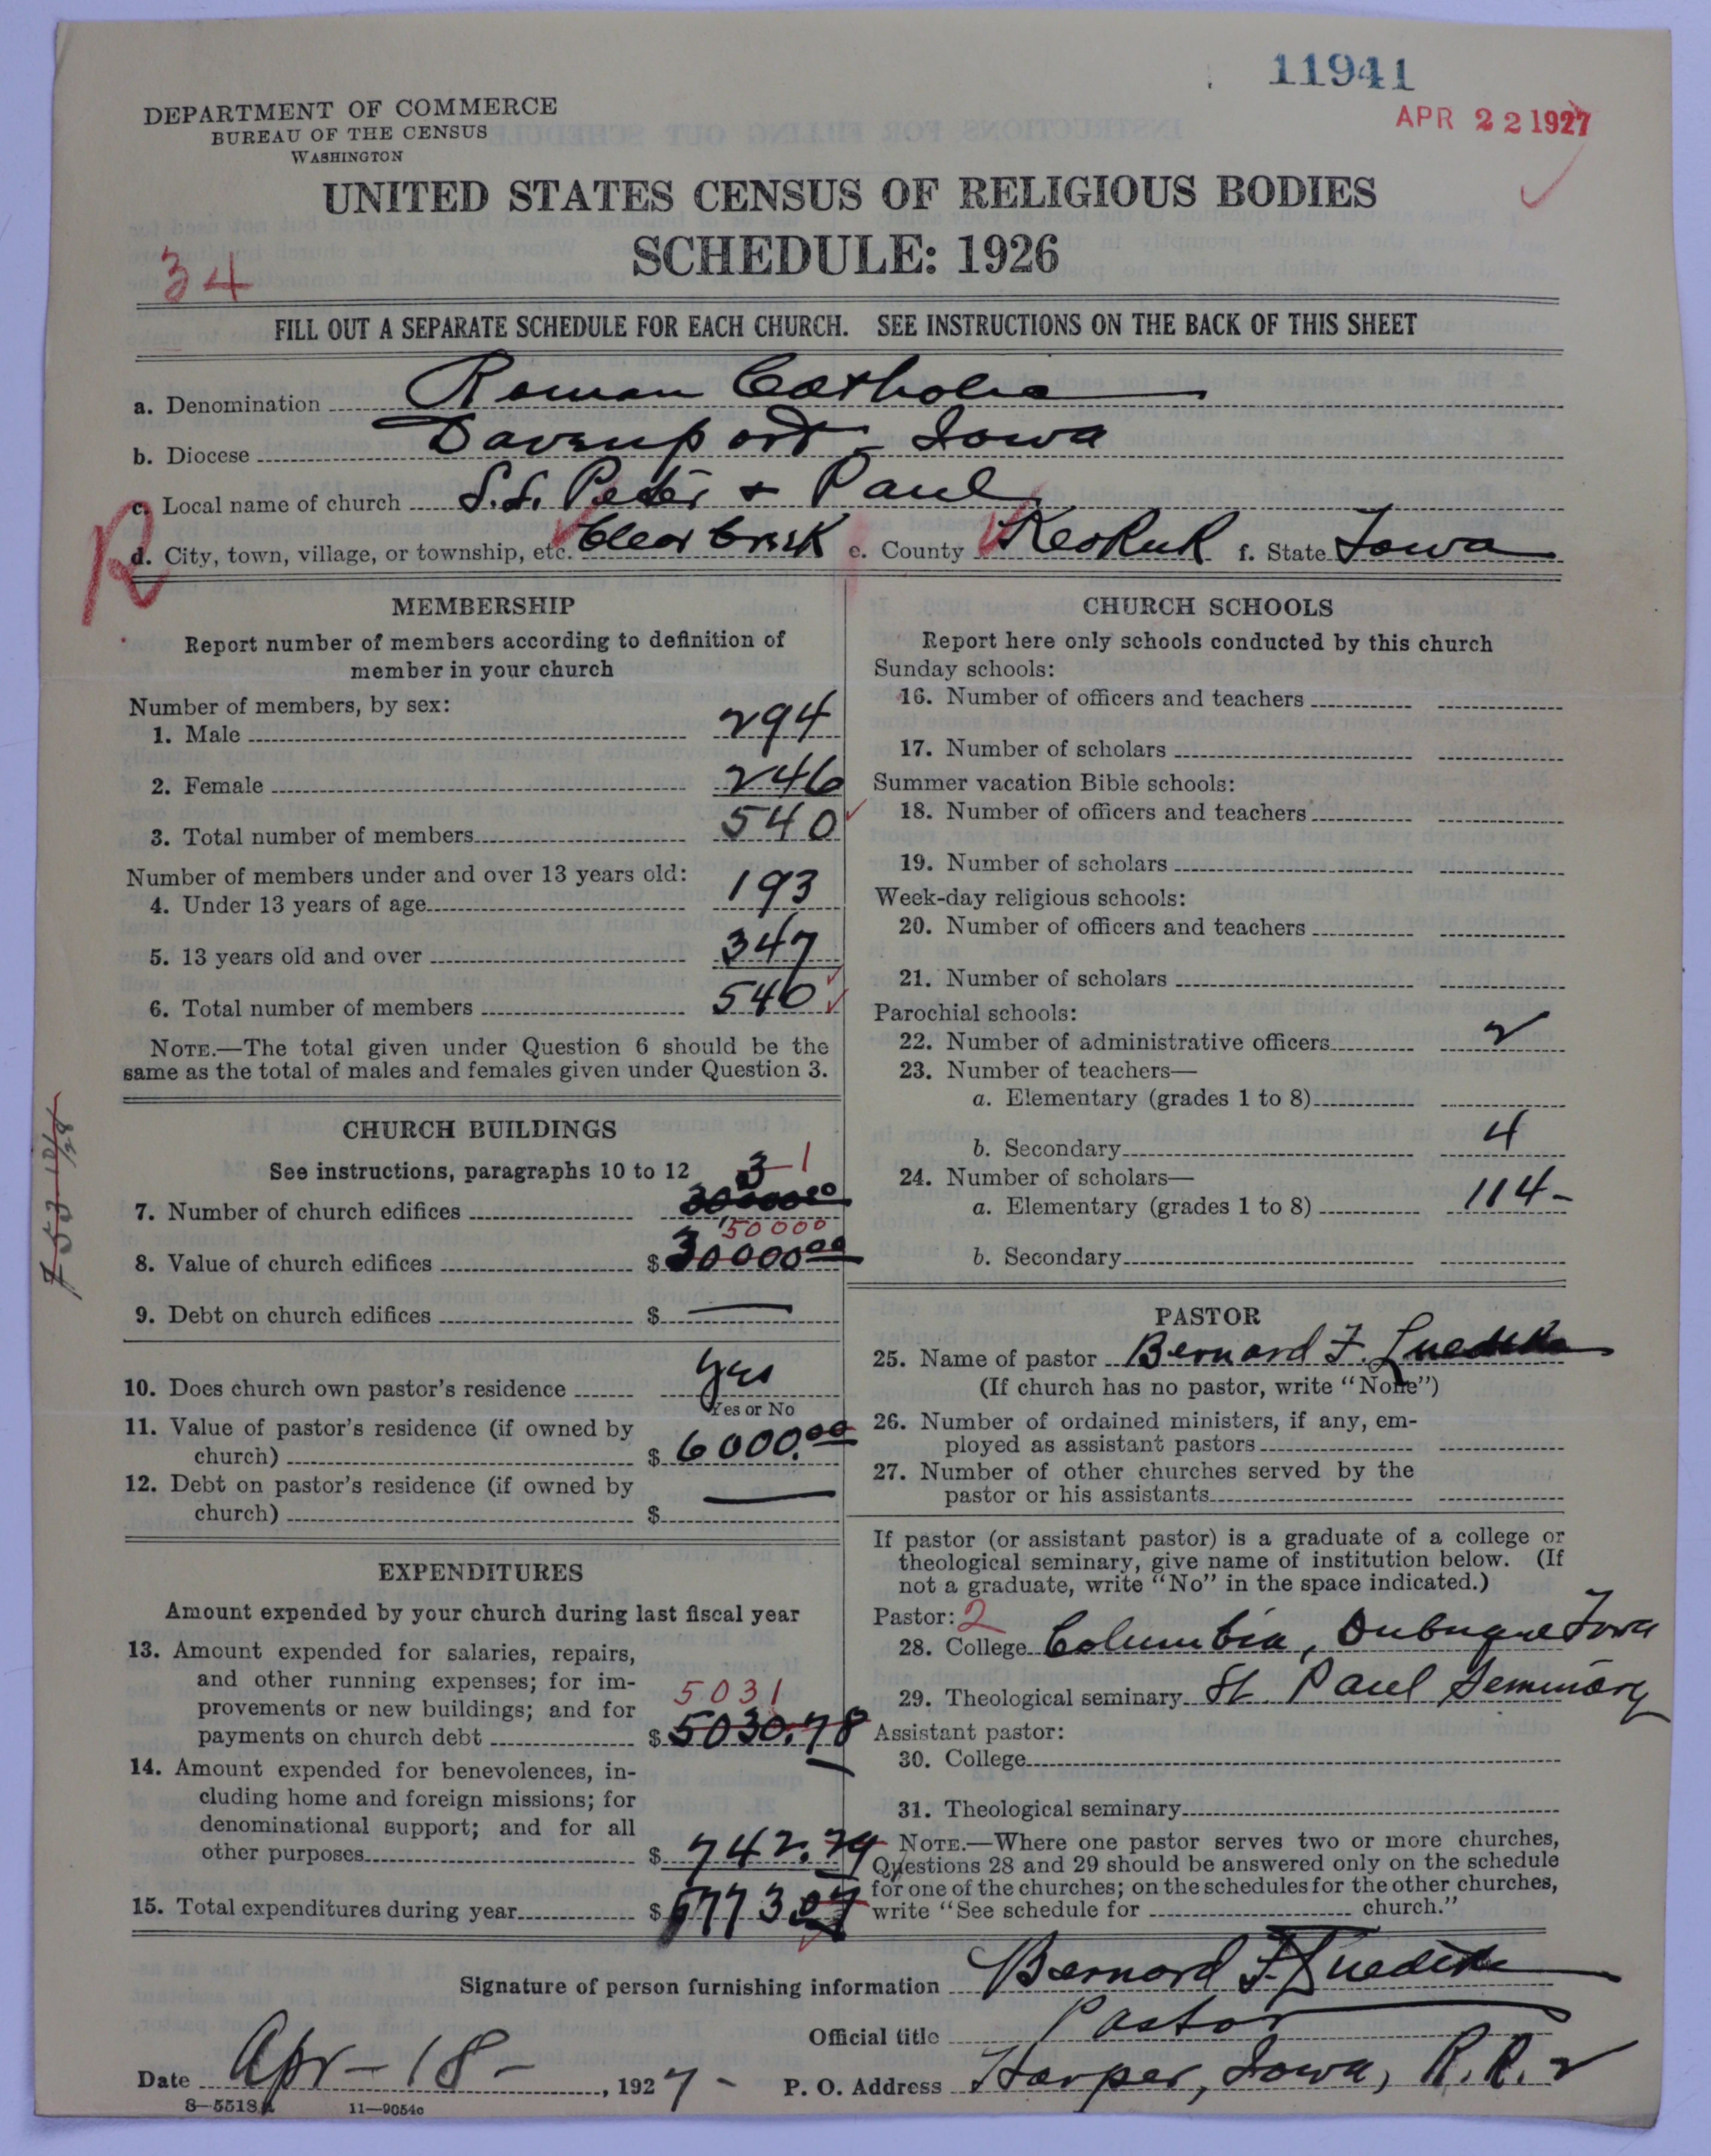 11941
APR 22 1927
DEPARTMENT OF COMMERCE
BUREAU OF THE CENSUS
WASHINGTON
UNITED STATES CENSUS OF RELIGIOUS BODIES
SCHEDULE: 1926
34
FILL OUT A SEPARATE SCHEDULE FOR EACH CHURCH. SEE INSTRUCTIONS ON THE BACK OF THIS SHEET
a. Denomination Roman Catholic
b. Diocese Davenport - Iowa
c. Local name of church S.S. Peter & Paul
R
d. City, town, village, or township, etc. Clear Creek e. County Keokuk f. State Iowa
MEMBERSHIP
Report number of members according to definition of
member in your church
Number of members, by sex:
1. Male 294
2. Female 246
3. Total number of members 540
Number of members under and over 13 years old:
4. Under 13 years of age 193
5. 13 years old and over 347
6. Total number of members 540
NOTE.—The total given under Question 6 should be the
same as the total of males and females given under Question 3.
CHURCH BUILDINGS
See instructions, paragraphs 10 to 12
3 1
7. Number of church edifices
50000
8. Value of church edifices $ 30000 00
9. Debt on church edifices $ —
10. Does church own pastor's residence yes
Yes or No
11. Value of pastor's residence (if owned by
church) $ 6000.00
12. Debt on pastor's residence (if owned by
church) $ —
EXPENDITURES
Amount expended by your church during last fiscal year
13. Amount expended for salaries, repairs,
and other running expenses; for im-
provements or new buildings; and for
5031
payments on church debt $ 5030.78
14. Amount expended for benevolences, in-
cluding home and foreign missions; for
denominational support; and for all
other purposes $ 742.79
15. Total expenditures during year $ 5773
CHURCH SCHOOLS
Report here only schools conducted by this church
Sunday schools:
16. Number of officers and teachers
17. Number of scholars
Summer vacation Bible schools:
18. Number of officers and teachers
19. Number of scholars
Week-day religious schools:
20. Number of officers and teachers
21. Number of scholars
Parochial schools:
22. Number of administrative officers 2
23. Number of teachers—
a. Elementary (grades 1 to 8)
b. Secondary 4
24. Number of scholars—
a. Elementary (grades 1 to 8) 114-
b. Secondary
PASTOR
25. Name of pastor Bernard F.
(If church has no pastor, write "None")
26. Number of ordained ministers, if any, em-
ployed as assistant pastors
27. Number of other churches served by the
pastor or his assistants
If pastor (or assistant pastor) is a graduate of a college or
theological seminary, give name of institution below. (If
not a graduate, write "No" in the space indicated.)
Pastor: 2
28. College Columbia, Dubuque Iowa
29. Theological seminary St. Paul Seminary
Assistant pastor:
30. College
31. Theological seminary
NOTE.—Where one pastor serves two or more churches,
Questions 28 and 29 should be answered only on the schedule
for one of the churches; on the schedules for the other churches,
write "See schedule for church."
Signature of person furnishing information Bernard F.
Official title Pastor
Date Apr - 18 - , 1927 - P. O. Address Harper, Iowa, R.R. 2
8—5518 11—9054c